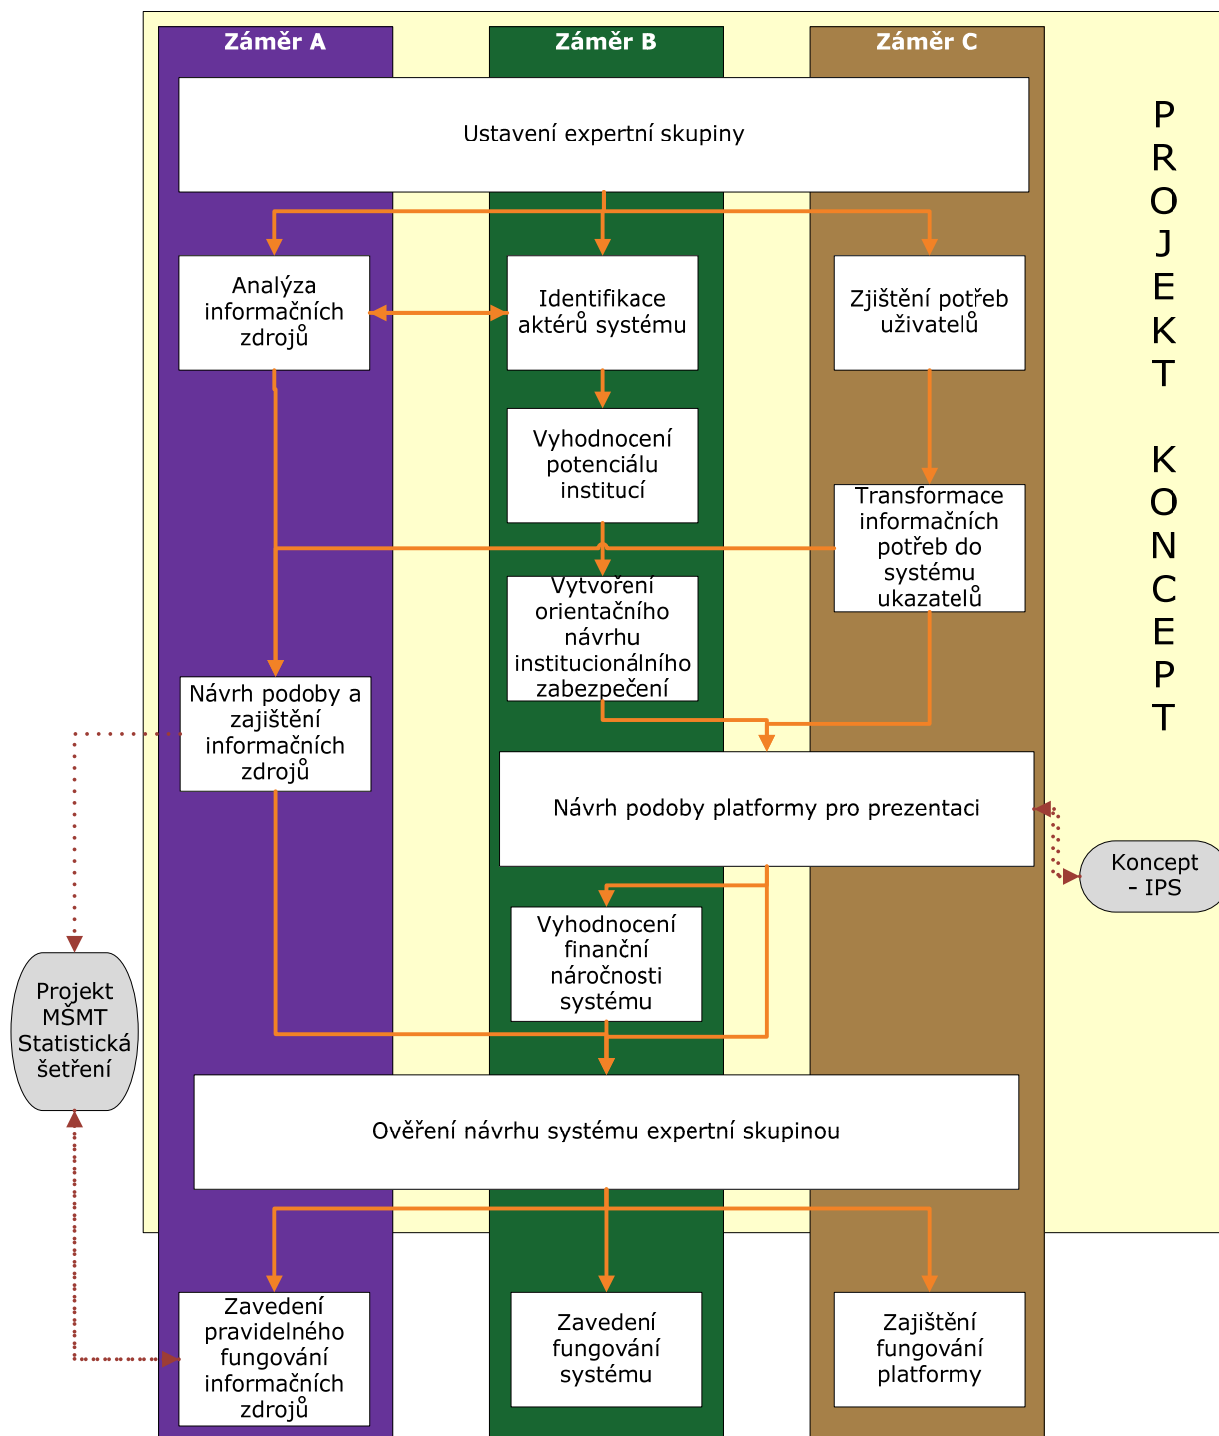 Záměr A
Záměr B
Záměr C
Ustavení expertní skupiny
Analýza
informačních
zdrojů
Identifikace
aktérů systému
Zjištění potřeb
uživatelů
Vyhodnocení
potenciálu
institucí
Transformace
informačních
potřeb do
systému
ukazatelů
Vytvoření
orientačního
návrhu
institucionálního
zabezpečení
Návrh podoby a
zajištění
informačních
zdrojů
Návrh podoby platformy pro prezentaci
Koncept
- IPS
Vyhodnocení
finanční
náročnosti
systému
Projekt
MŠMT
Statistická
šetření
Ověření návrhu systému expertní skupinou
Zavedení
pravidelného
fungování
informačních
zdrojů
Zavedení
fungování
systému
Zajištění
fungování
platformy
P
R
O
J
E
K
T
K
O
N
C
E
P
T